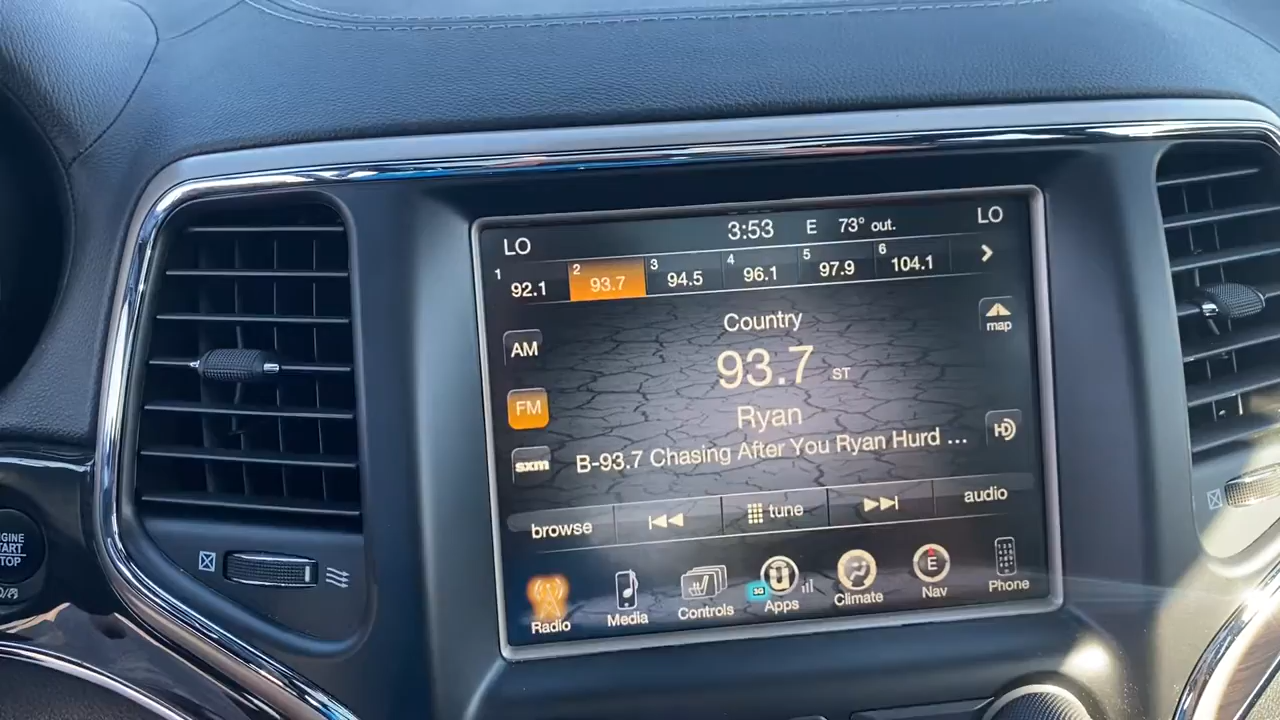 LO 3:53 E 73° out. LO
1 92.1 2 93.7 3 94.5 4 96.1 5 97.9 6 104.1
Country
map
AM
93.7 ST
FM
Ryan
HD
sxm
B-93.7 Chasing After You Ryan Hurd ...
browse tune audio
3G
E
Radio Media Controls Apps Climate Nav Phone
START